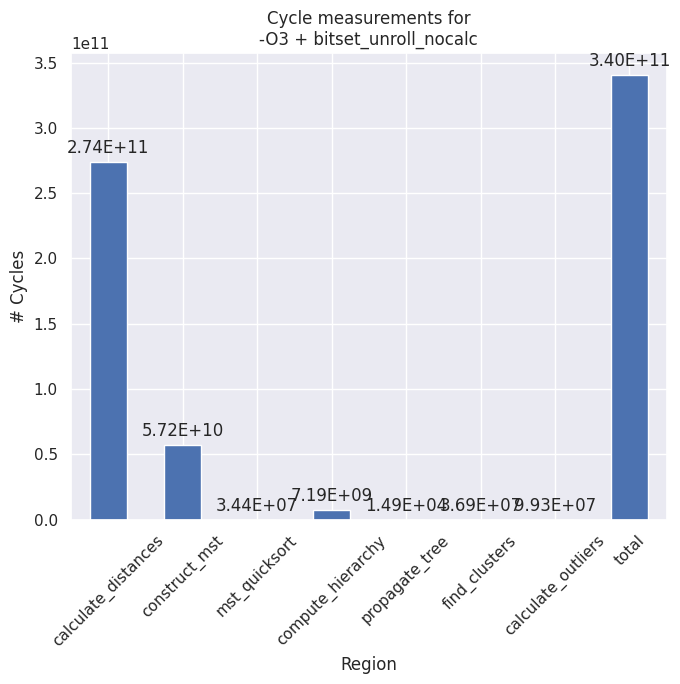 Cycle measurements for
-O3 + bitset_unroll_nocalc
1e11
3.5
3.0
2.5
2.0
1.5
1.0
0.5
0.0
# Cycles
2.74E+11
5.72E+10
3.44E+07
7.19E+09
1.49E+04
3.69E+07
9.93E+07
3.40E+11
calculate_distances
construct_mst
mst_quicksort
compute_hierarchy
propagate_tree
find_clusters
calculate_outliers
total
Region